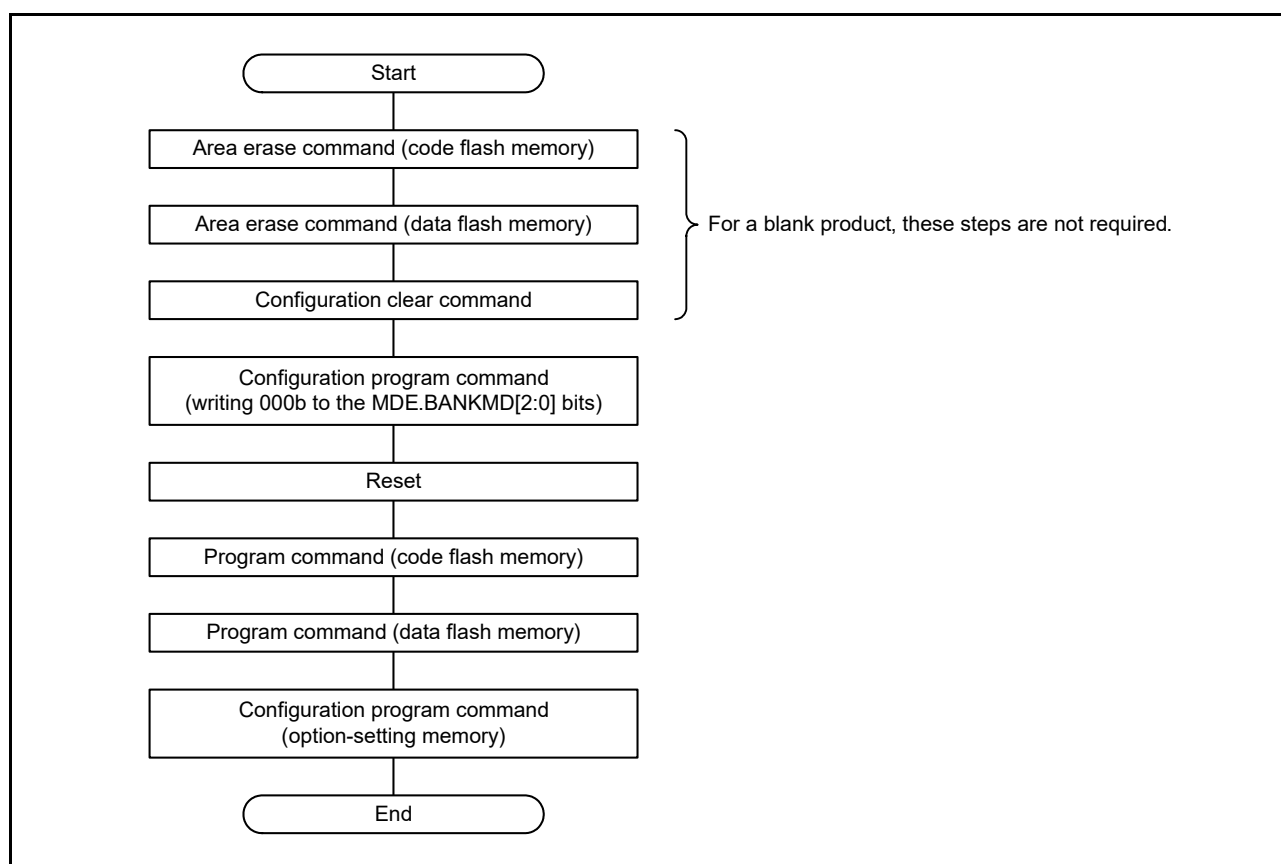 Start
Area erase command (code flash memory)
Area erase command (data flash memory)
For a blank product, these steps are not required.
Configuration clear command
Configuration program command
(writing 000b to the MDE.BANKMD[2:0] bits)
Reset
Program command (code flash memory)
Program command (data flash memory)
Configuration program command
(option-setting memory)
End